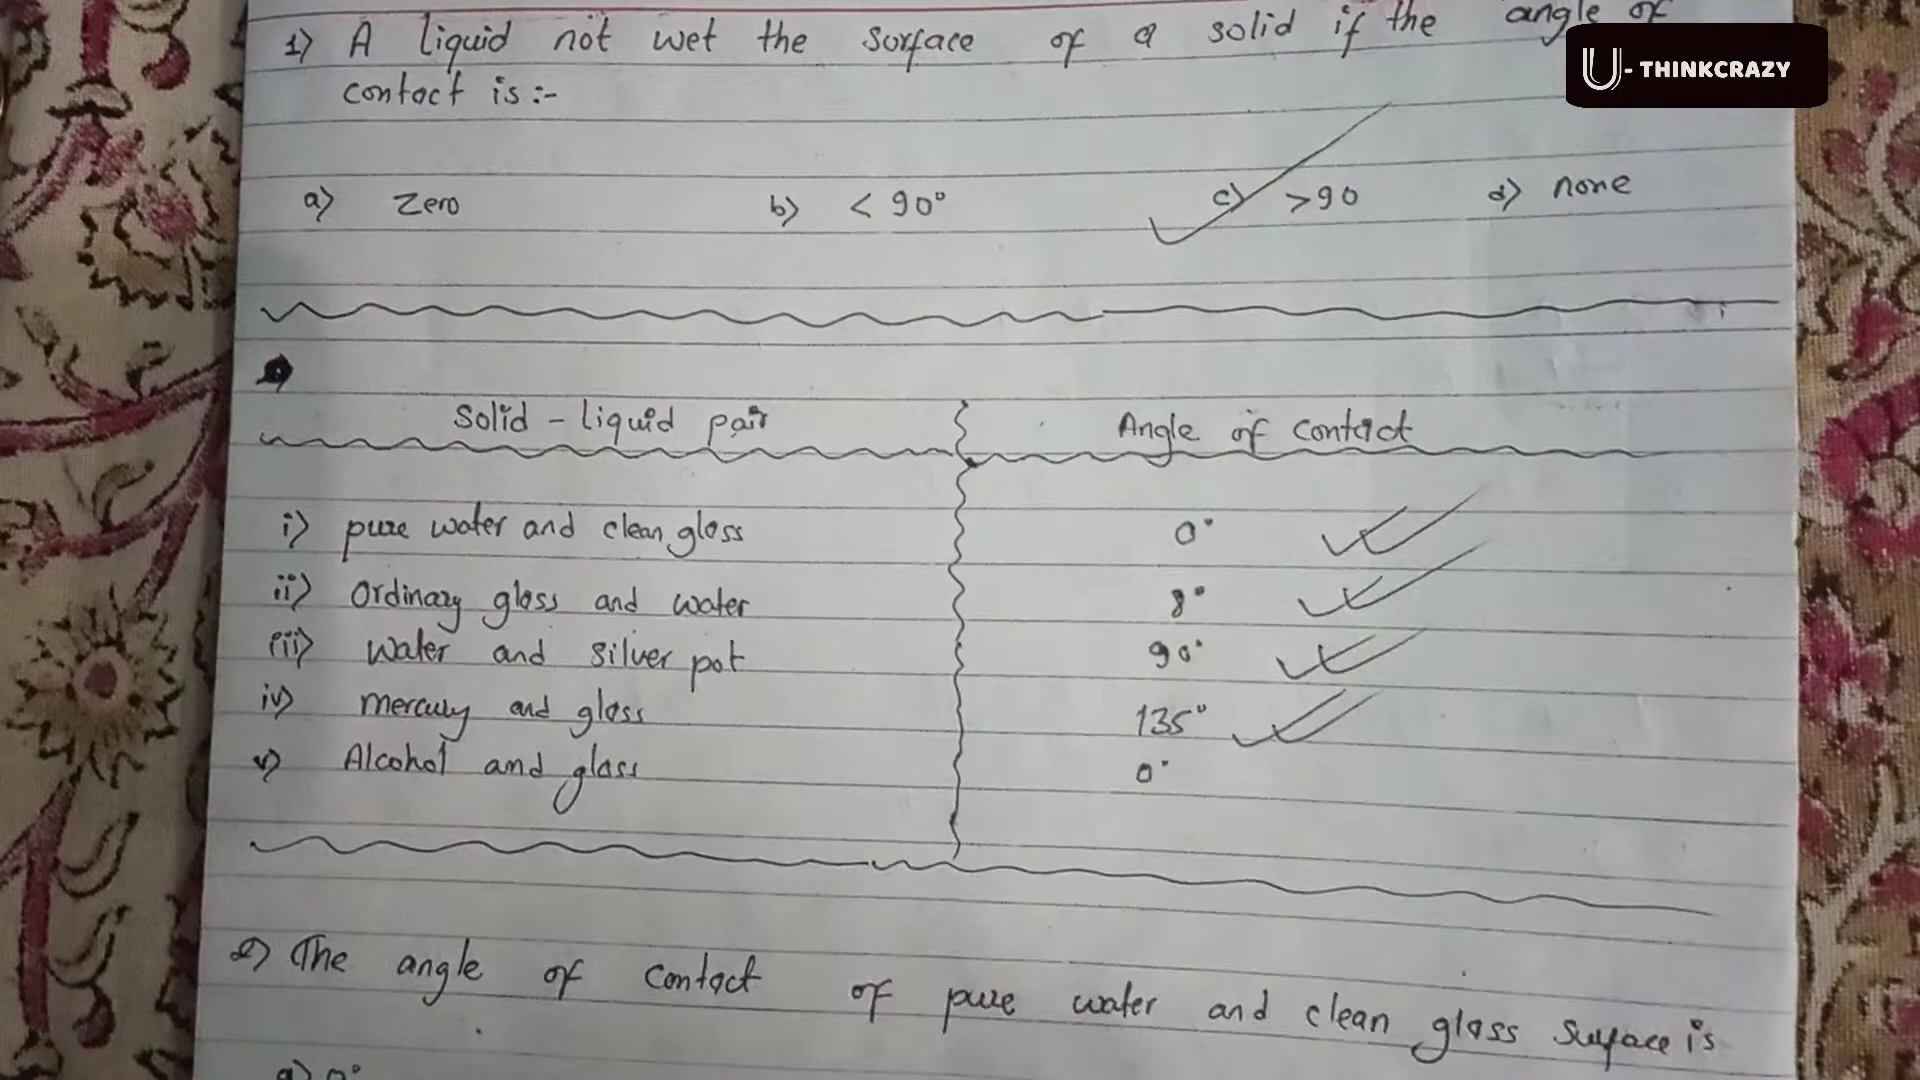 1) A liquid not wet the surface of a solid if the angle of
U - THINKCRAZY
contact is :-
a) Zero b) < 90° c) >90 d) none
Solid - liquid pair Angle of contact
i) pure water and clean glass 0°
ii) Ordinary glass and water 8°
iii) Water and silver pot 90°
iv) mercury and glass 135°
v) Alcohol and glass 0°
2) The angle of contact of pure water and clean glass surface is
a) 0°